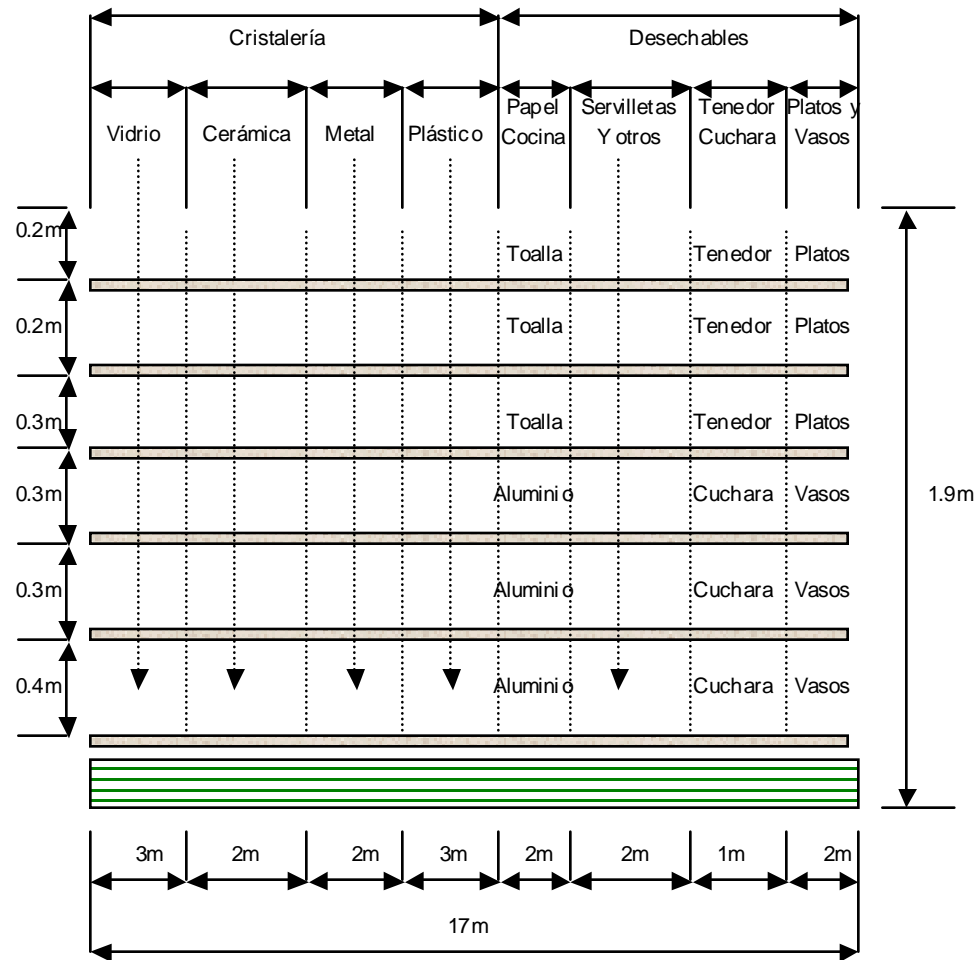 Cristalería Desechables
Papel Servilletas Tenedor Platos y
Vidrio Cerámica Metal Plástico Cocina Y otros Cuchara Vasos
0.2m
Toalla Tenedor Platos
0.2m Toalla Tenedor Platos
0.3m Toalla Tenedor Platos
0.3m Aluminio Cuchara Vasos 1.9m
0.3m Aluminio Cuchara Vasos
0.4m Aluminio Cuchara Vasos
3m 2m 2m 3m 2m 2m 1m 2m
17m